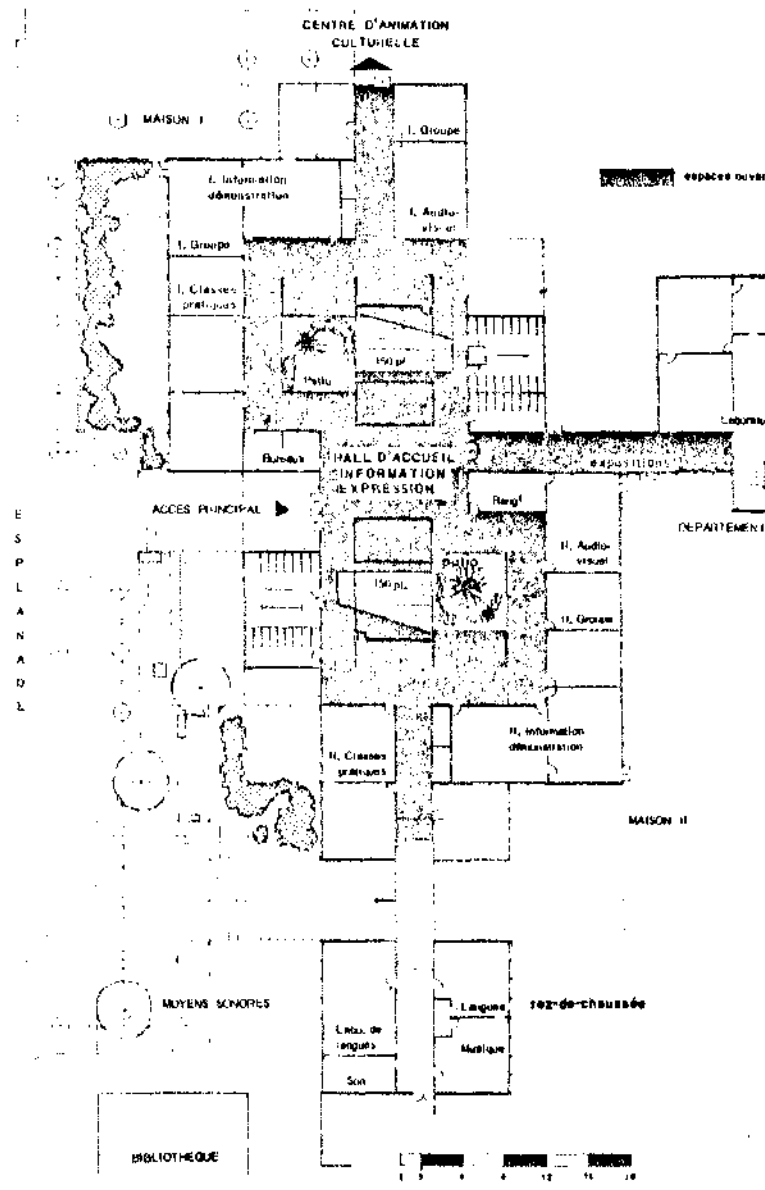 CENTRE D'ANIMATION
CULTURELLE
MAISON I
I. Groupe
espaces ouver
I. Information
démonstration
I. Audio-
visuel
I. Groupe
I. Classes
pratiques
150 pl.
Patio
Bureaux
HALL D'ACCUEIL
INFORMATION
EXPRESSION
expositions
Rangt
ACCES PRINCIPAL
DEPARTEMENT
ESPLANADE
II. Audio-
visuel
150 pl.
Patio
II. Groupe
II. Classes
pratiques
II. Information
démonstration
MAISON II
MOYENS SONORES
rez-de-chaussée
Langues
Labo. de
langues
Musique
Son
BIBLIOTHEQUE